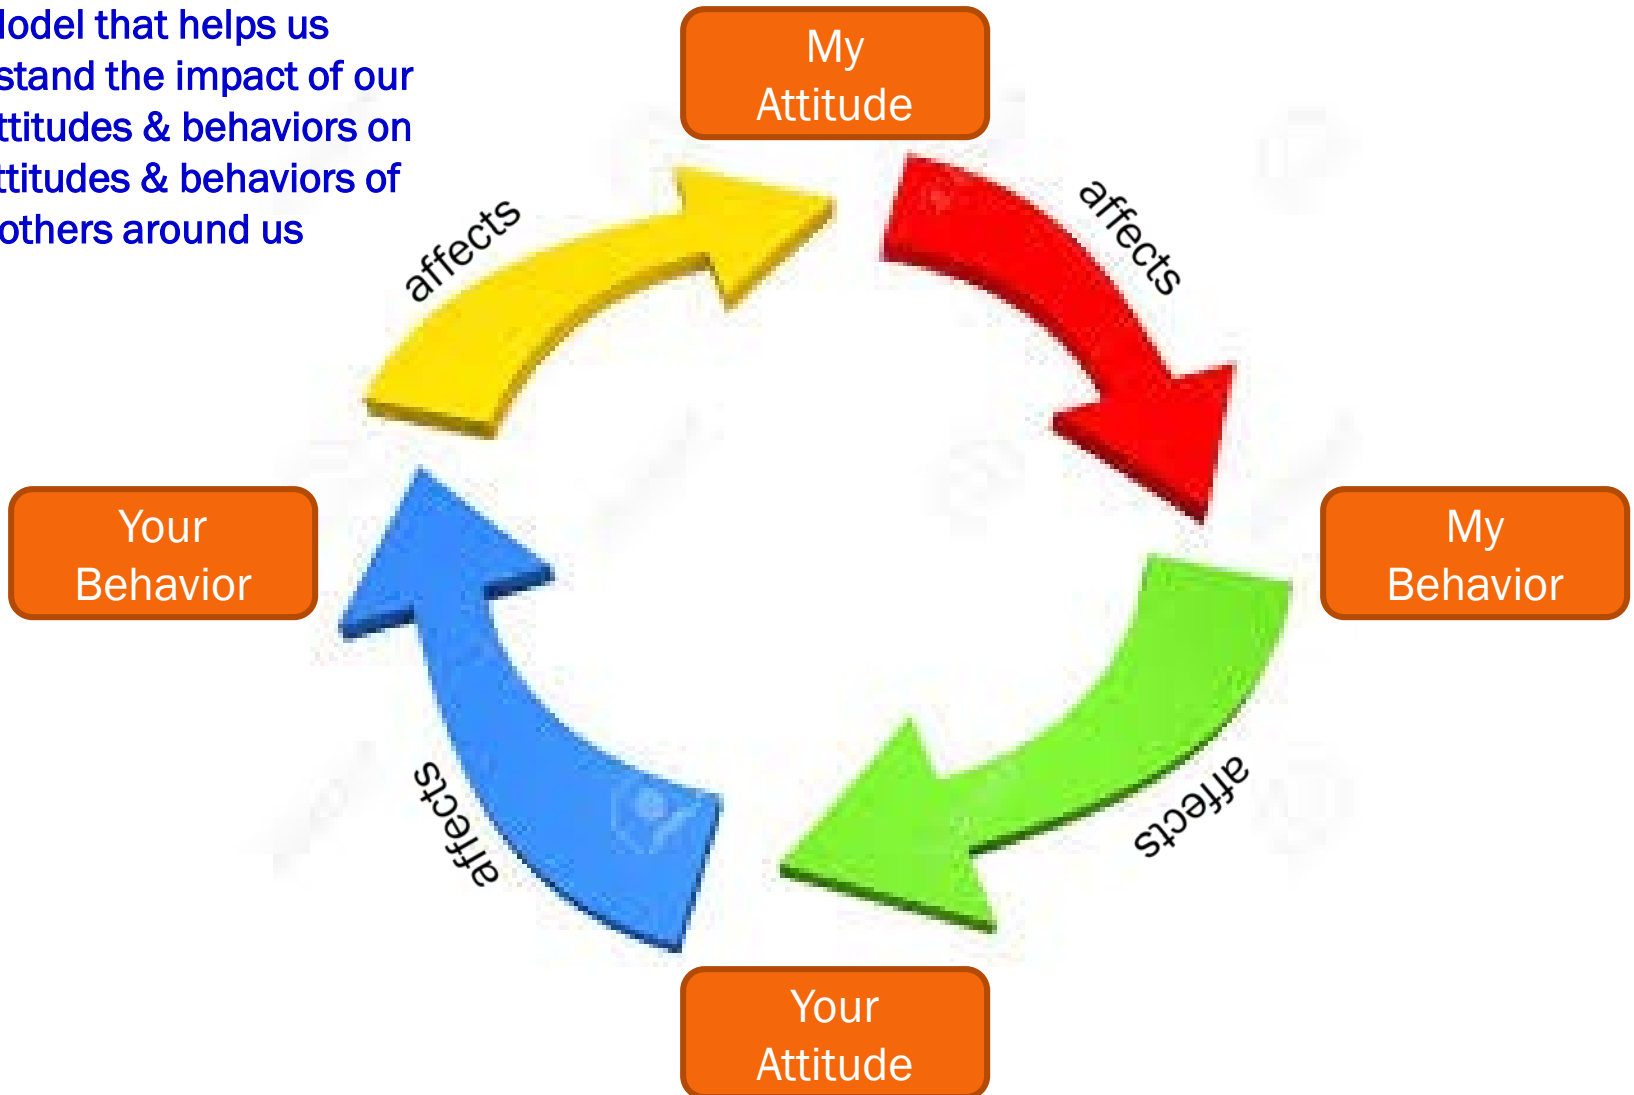 lodel that helps us
stand the impact of our
ttitudes & behaviors on
ttitudes & behaviors of
others around us
My
Attitude
affects
affects
Your
Behavior
My
Behavior
affects
affects
Your
Attitude